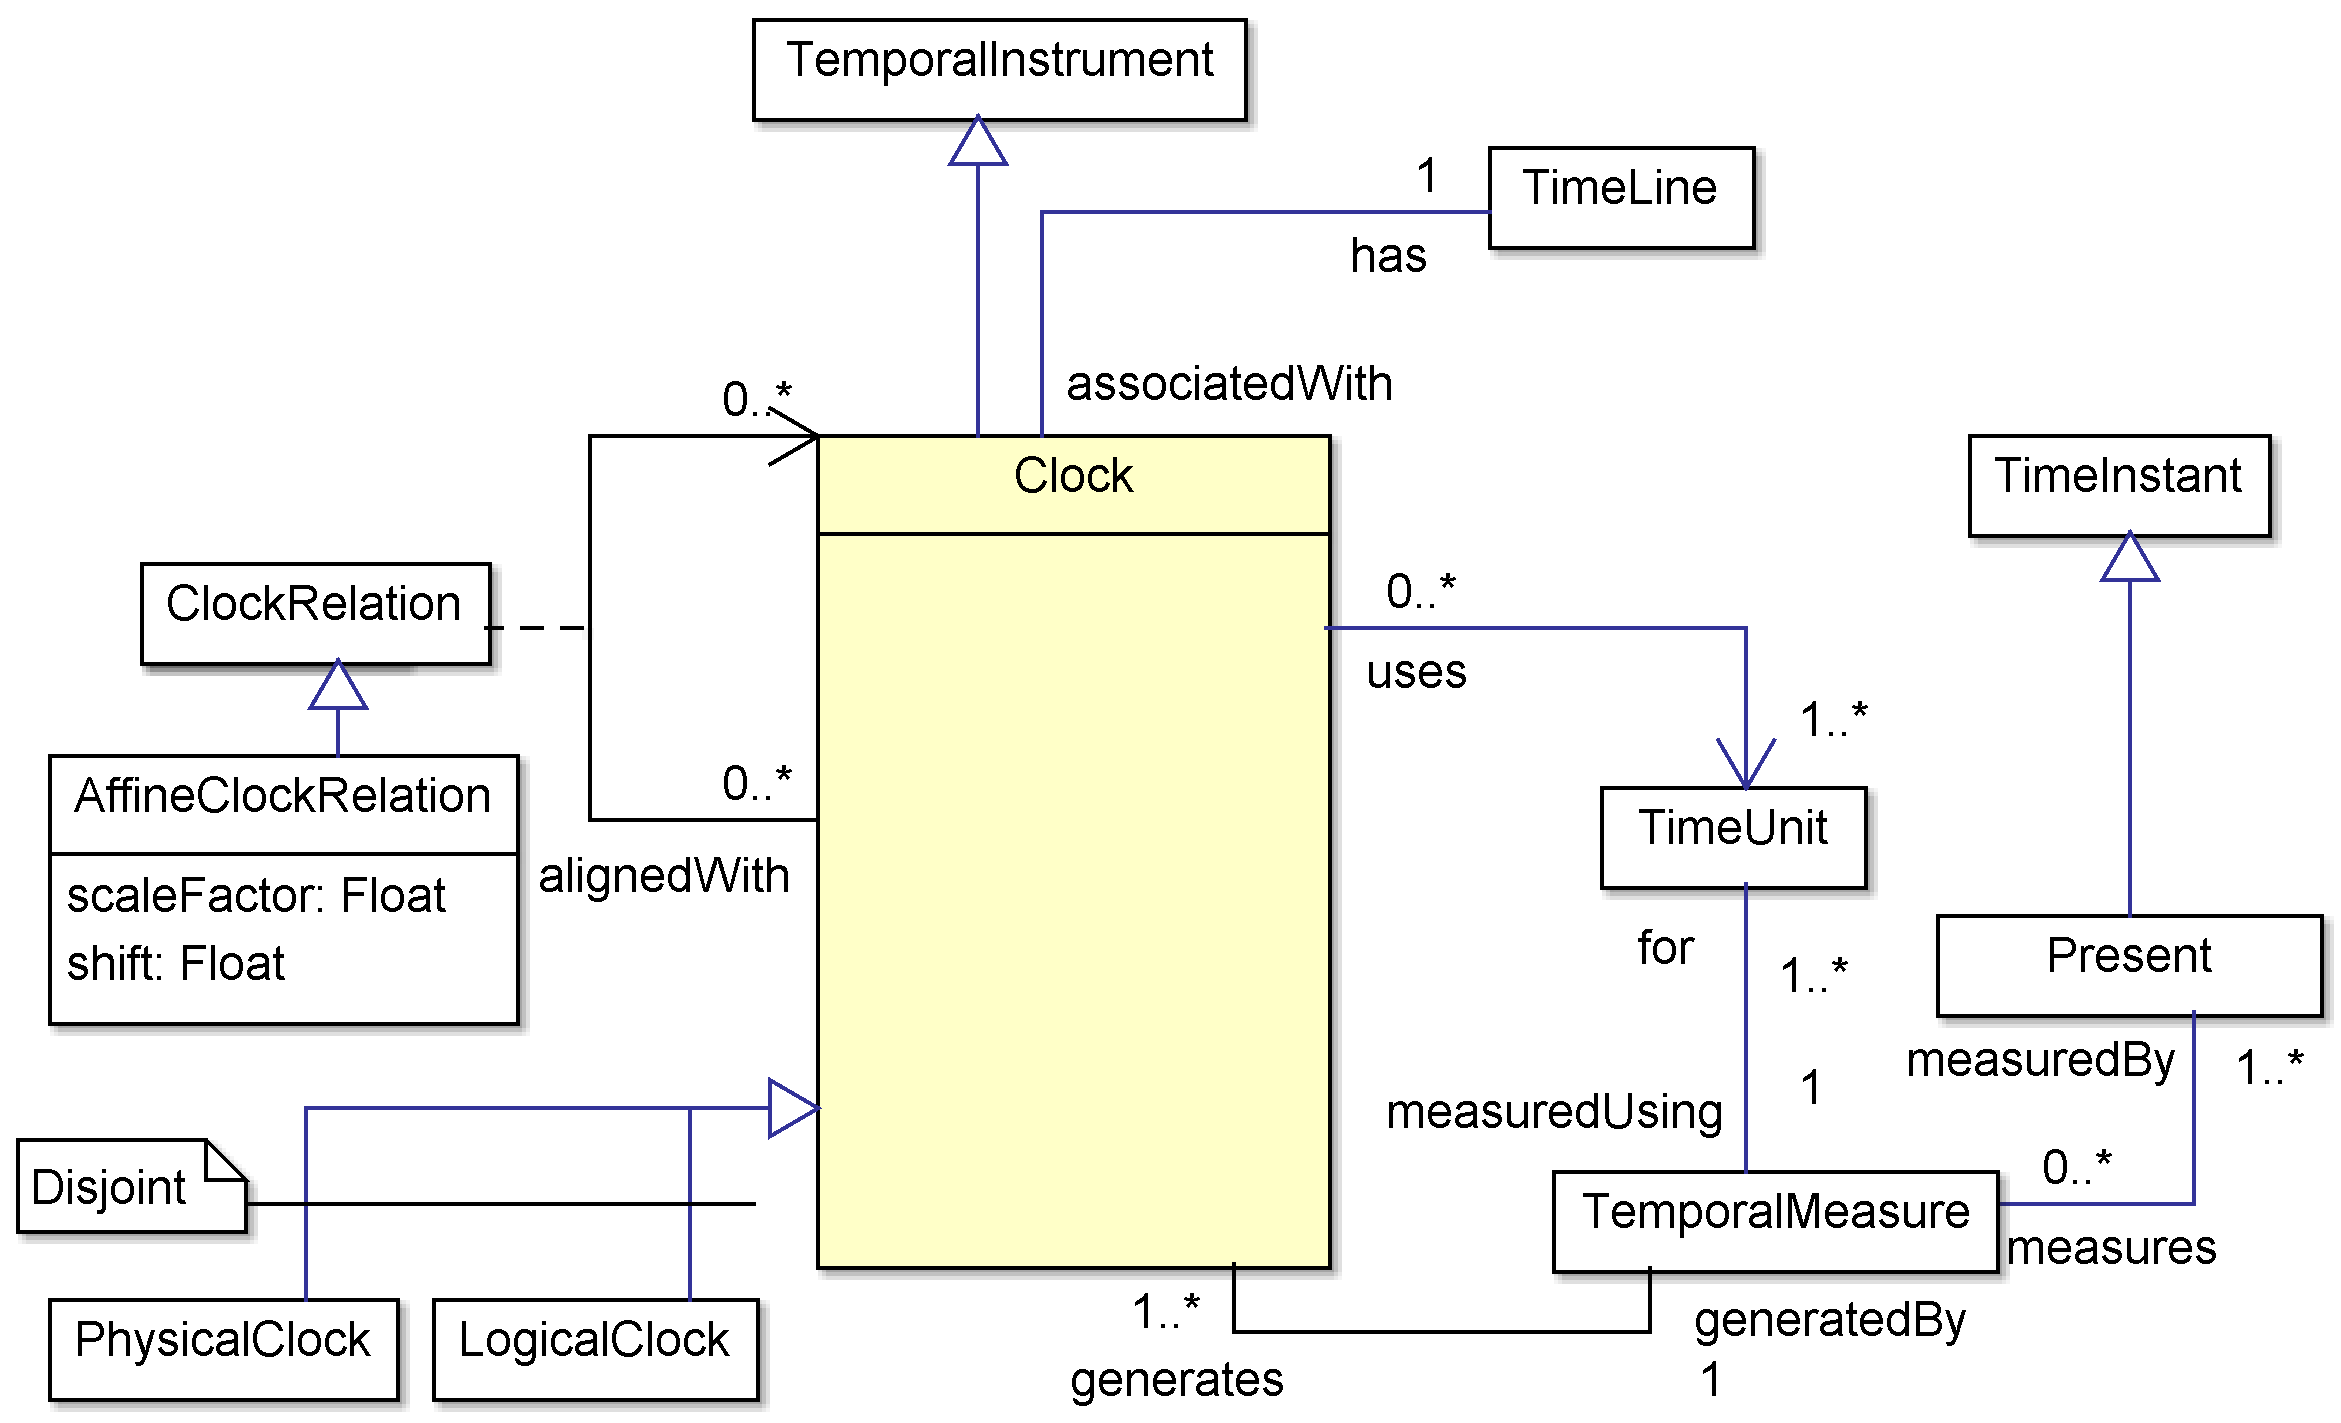 TemporalInstrument
1
TimeLine
has
0..*
associatedWith
Clock
TimeInstant
ClockRelation
0..*
uses
1..*
AffineClockRelation
0..*
TimeUnit
alignedWith
scaleFactor: Float
shift: Float
for
1..*
Present
measuredBy
1..*
1
measuredUsing
Disjoint
0..*
TemporalMeasure
measures
PhysicalClock
LogicalClock
1..*
generatedBy
generates
1